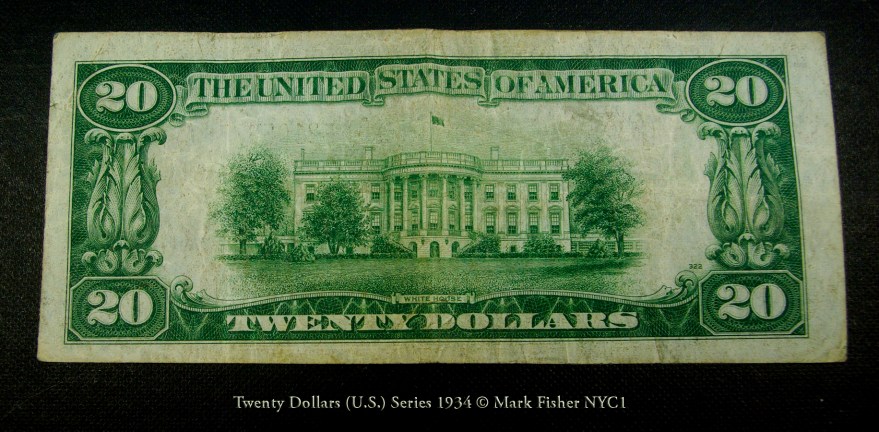 20 THE UNITED STATES OF AMERICA 20
322
WHITE HOUSE
20 TWENTY DOLLARS 20
Twenty Dollars (U.S.) Series 1934 © Mark Fisher NYC1